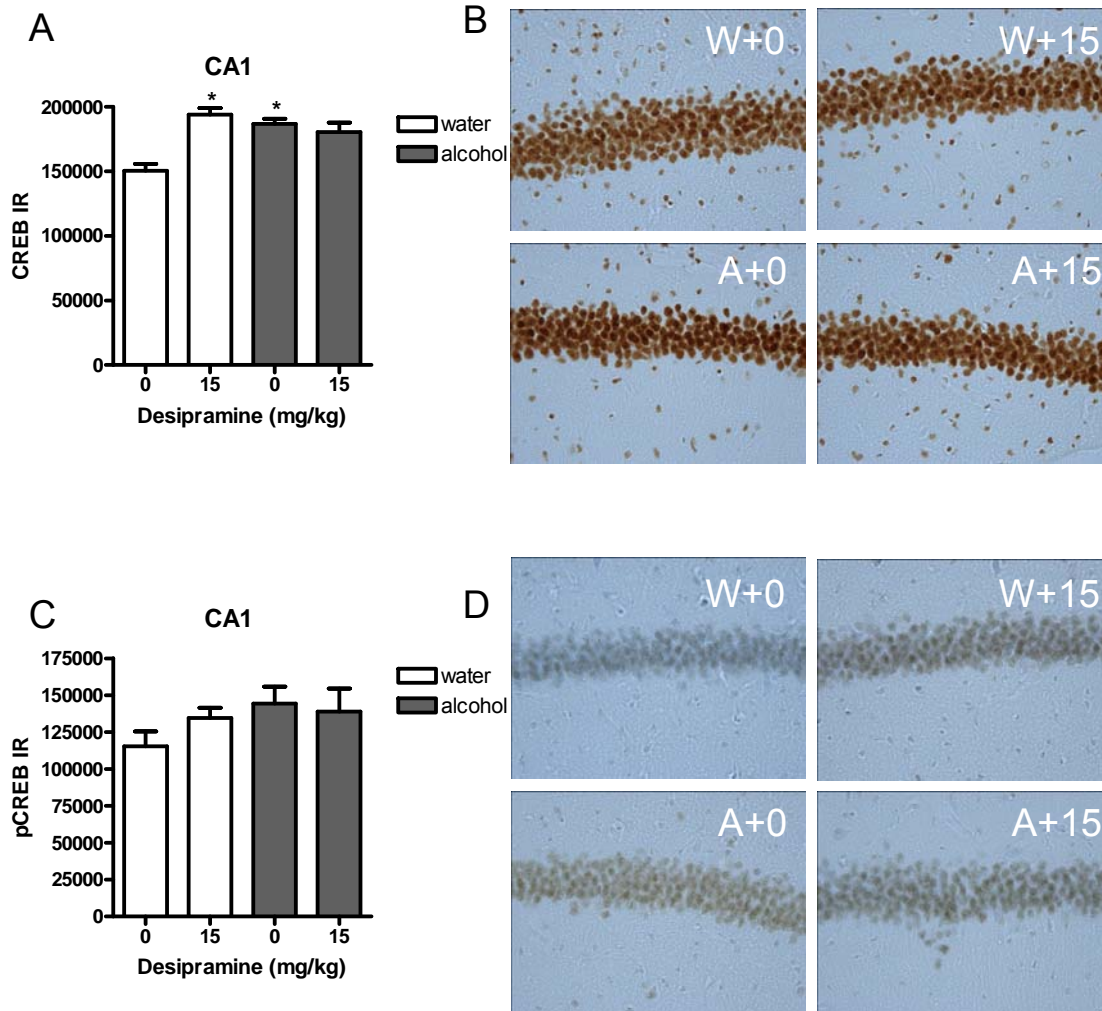 A
CA1
200000
150000
100000
50000
0
CREB IR
* *
0 15 0 15
Desipramine (mg/kg)
water
alcohol
B
W+0
W+15
A+0
A+15
C
CA1
175000
150000
125000
100000
75000
50000
25000
0
pCREB IR
0 15 0 15
Desipramine (mg/kg)
water
alcohol
D
W+0
W+15
A+0
A+15